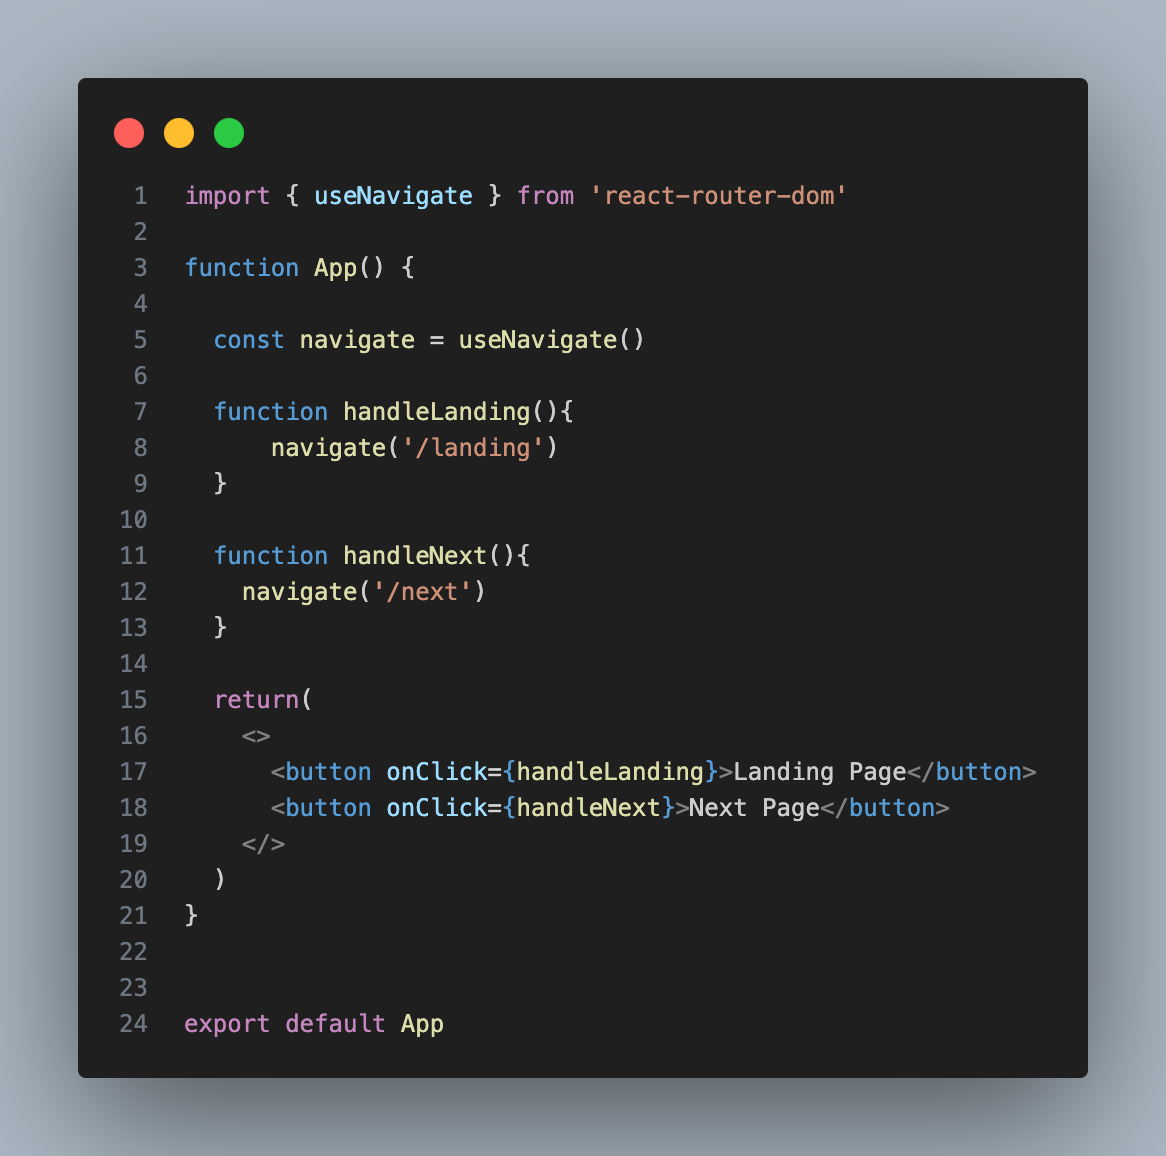 1 import { useNavigate } from 'react-router-dom'
2
3 function App() {
4
5   const navigate = useNavigate()
6
7   function handleLanding(){
8       navigate('/landing')
9   }
10
11   function handleNext(){
12     navigate('/next')
13   }
14
15   return(
16     <>
17       <button onClick={handleLanding}>Landing Page</button>
18       <button onClick={handleNext}>Next Page</button>
19     </>
20   )
21 }
22
23
24 export default App